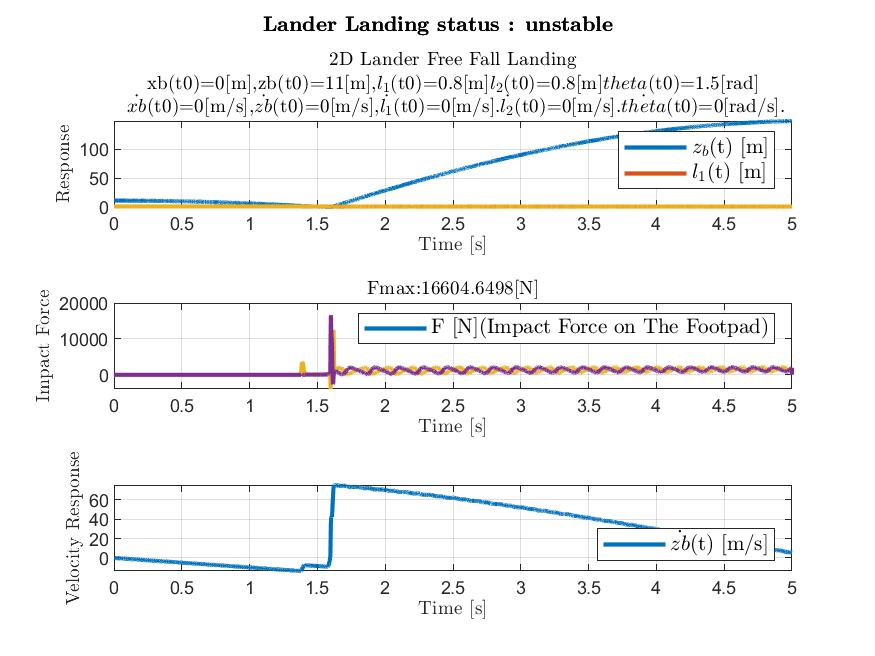 Lander Landing status : unstable
2D Lander Free Fall Landing
xb(t0)=0[m],zb(t0)=11[m],l₁(t0)=0.8[m]l₂(t0)=0.8[m]theta(t0)=1.5[rad]
ẋb(t0)=0[m/s],żb(t0)=0[m/s],l̇₁(t0)=0[m/s].l̇₂(t0)=0[m/s].thėta(t0)=0[rad/s].
Response
100
50
0
z_b(t) [m]
l₁(t) [m]
0 0.5 1 1.5 2 2.5 3 3.5 4 4.5 5
Time [s]
Fmax:16604.6498[N]
Impact Force
20000
10000
0
F [N](Impact Force on The Footpad)
0 0.5 1 1.5 2 2.5 3 3.5 4 4.5 5
Time [s]
Velocity Response
60
40
20
0
żb(t) [m/s]
0 0.5 1 1.5 2 2.5 3 3.5 4 4.5 5
Time [s]